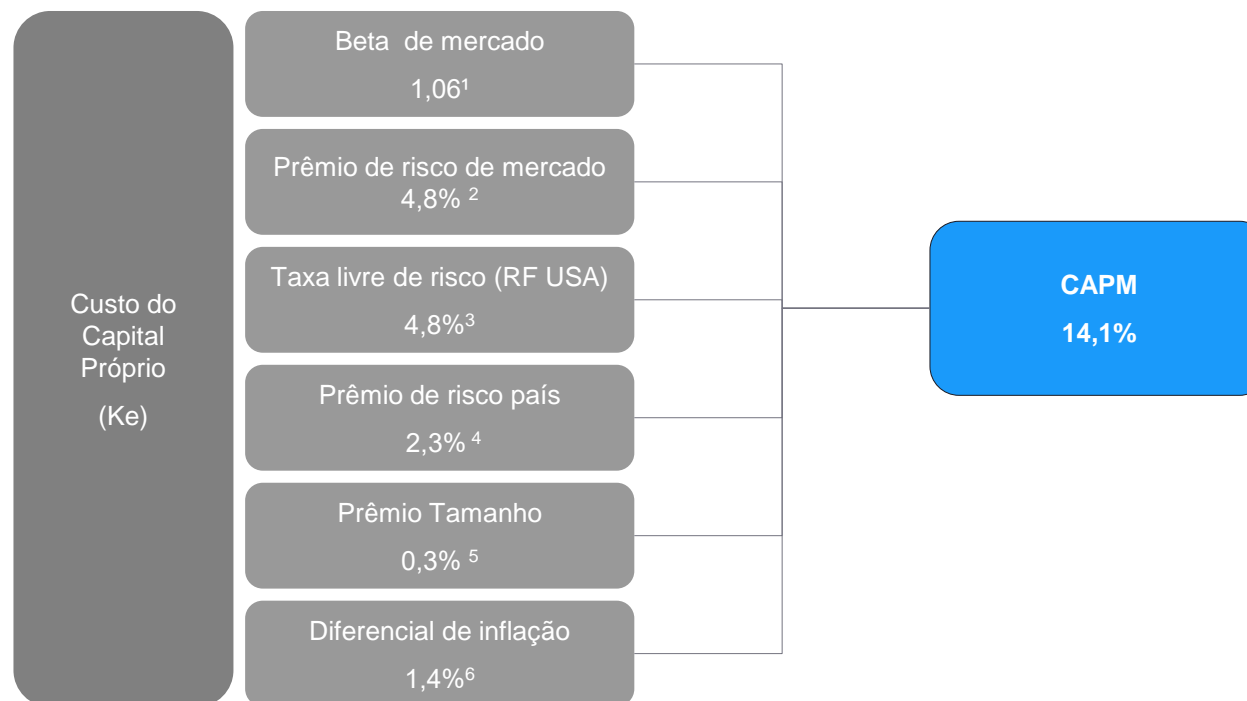 Custo do
Capital
Próprio
(Ke)
Beta de mercado
1,06¹
Prêmio de risco de mercado
4,8% ²
Taxa livre de risco (RF USA)
4,8%³
Prêmio de risco país
2,3% ⁴
Prêmio Tamanho
0,3% ⁵
Diferencial de inflação
1,4%⁶
CAPM
14,1%